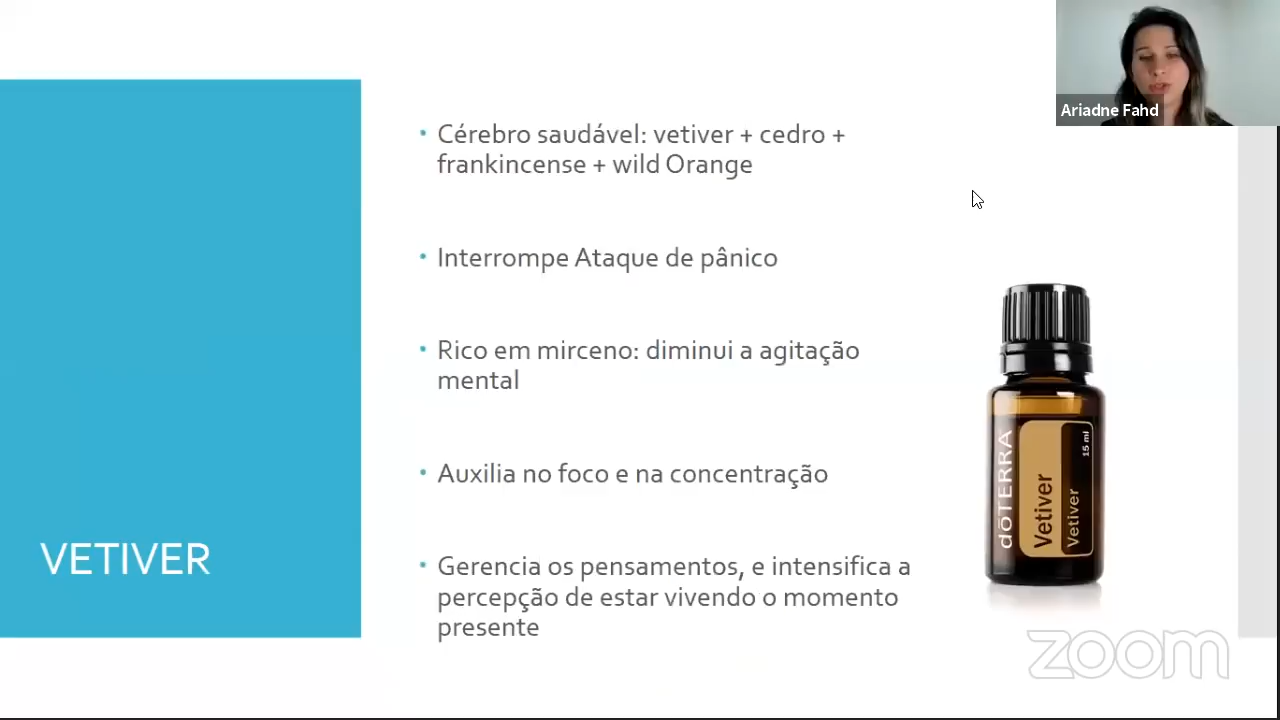 Ariadne Fahd
Cérebro saudável: vetiver + cedro +
frankincense + wild Orange
Interrompe Ataque de pânico
Rico em mirceno: diminui a agitação
mental
Auxilia no foco e na concentração
Gerencia os pensamentos, e intensifica a
percepção de estar vivendo o momento
presente
VETIVER
dōTERRA
Vetiver
Vetiver
15 ml
zoom